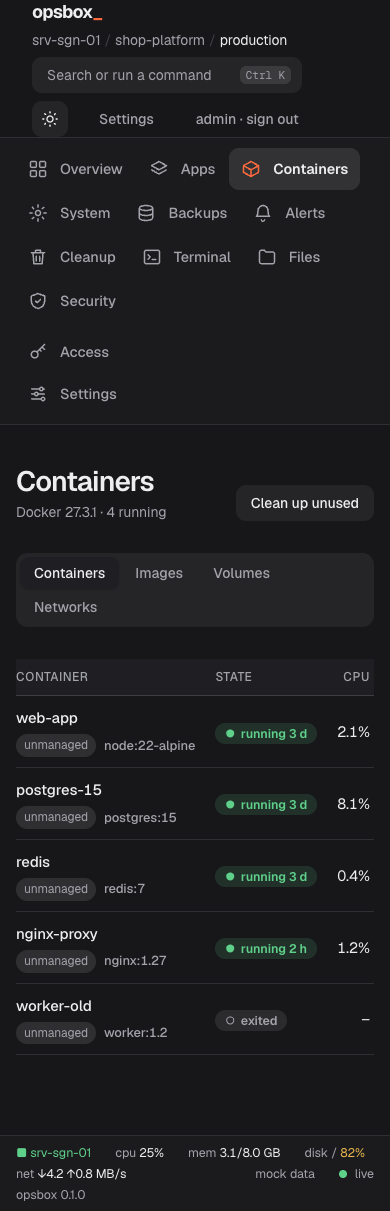 opsbox_
srv-sgn-01 / shop-platform / production
Search or run a command Ctrl K
Settings admin · sign out
Overview Apps Containers
System Backups Alerts
Cleanup Terminal Files
Security
Access
Settings
Containers
Docker 27.3.1 · 4 running
Clean up unused
Containers Images Volumes
Networks
CONTAINER STATE CPU
web-app
unmanaged node:22-alpine running 3 d 2.1%
postgres-15
unmanaged postgres:15 running 3 d 8.1%
redis
unmanaged redis:7 running 3 d 0.4%
nginx-proxy
unmanaged nginx:1.27 running 2 h 1.2%
worker-old
unmanaged worker:1.2 exited –
srv-sgn-01 cpu 25% mem 3.1/8.0 GB disk / 82%
net ↓4.2 ↑0.8 MB/s mock data live
opsbox 0.1.0